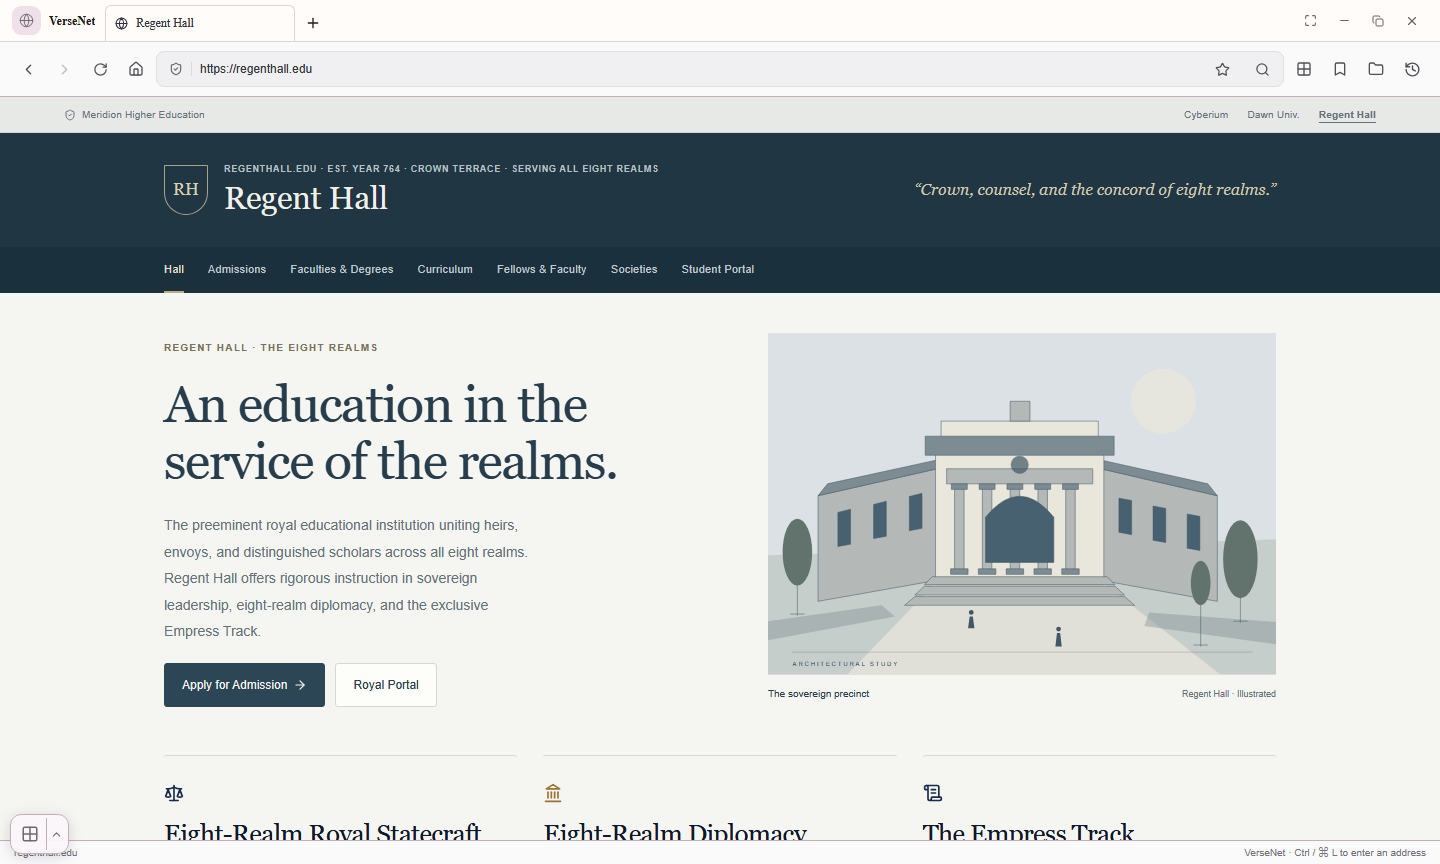 VerseNet
Regent Hall
https://regenthall.edu
Meridion Higher Education
Cyberium
Dawn Univ.
Regent Hall
RH
REGENTHALL.EDU · EST. YEAR 764 · CROWN TERRACE · SERVING ALL EIGHT REALMS
Regent Hall
“Crown, counsel, and the concord of eight realms.”
Hall
Admissions
Faculties & Degrees
Curriculum
Fellows & Faculty
Societies
Student Portal
REGENT HALL · THE EIGHT REALMS
An education in the
service of the realms.
The preeminent royal educational institution uniting heirs,
envoys, and distinguished scholars across all eight realms.
Regent Hall offers rigorous instruction in sovereign
leadership, eight-realm diplomacy, and the exclusive
Empress Track.
Apply for Admission
Royal Portal
ARCHITECTURAL STUDY
The sovereign precinct
Regent Hall · Illustrated
Eight-Realm Royal Statecraft
Eight-Realm Diplomacy
The Empress Track
regenthall.edu
VerseNet · Ctrl / ⌘ L to enter an address